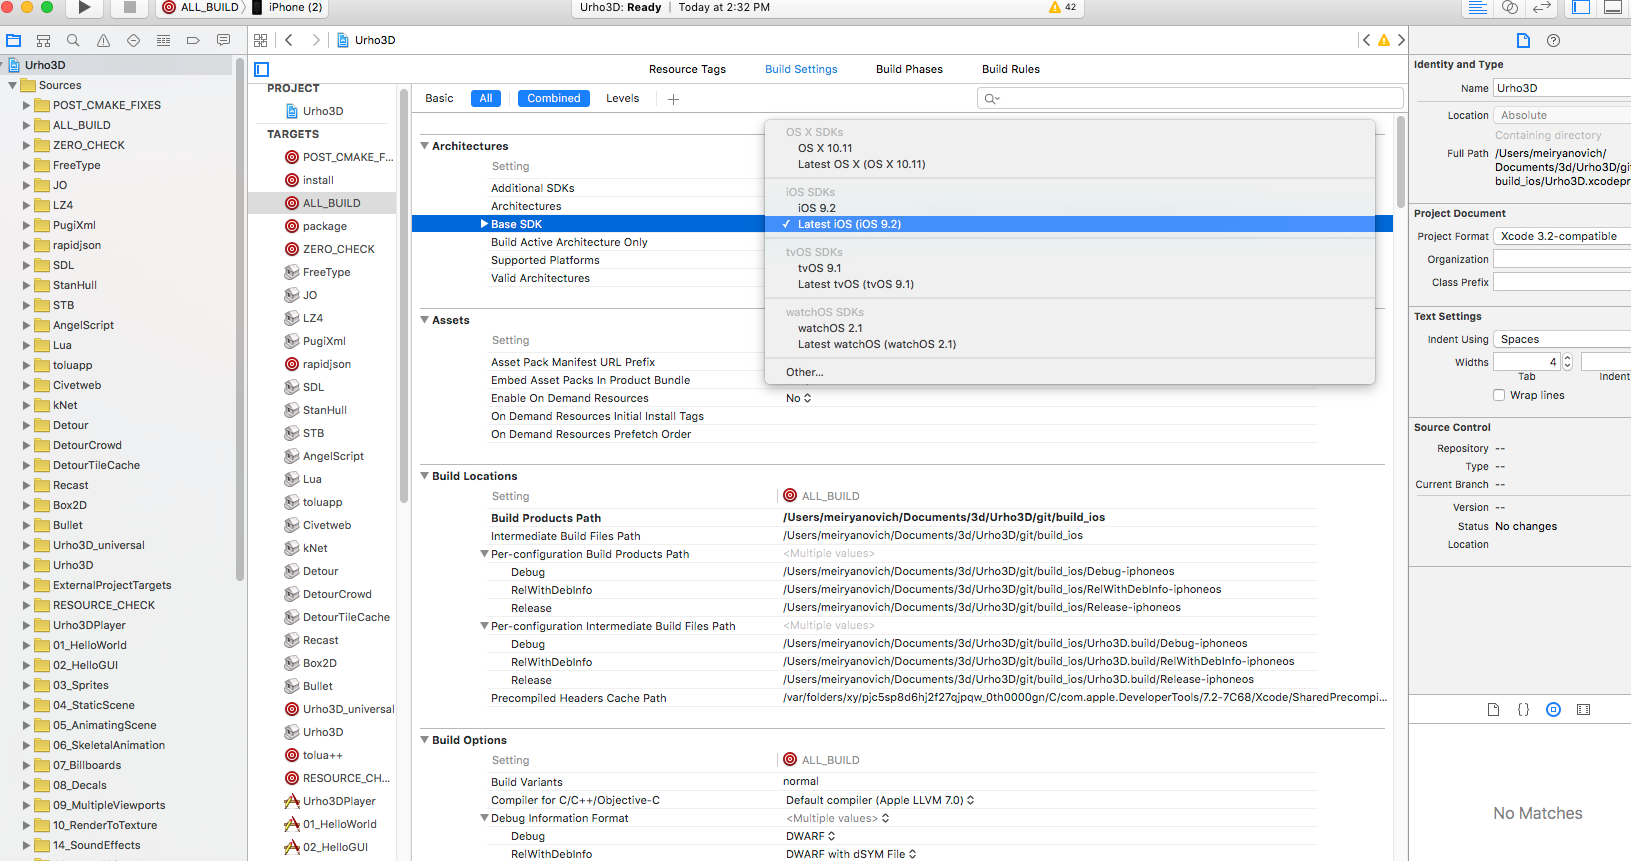 ALL_BUILD
iPhone (2)
Urho3D: Ready | Today at 2:32 PM
42
Urho3D
Urho3D
Sources
POST_CMAKE_FIXES
ALL_BUILD
ZERO_CHECK
FreeType
JO
LZ4
PugiXml
rapidjson
SDL
StanHull
STB
AngelScript
Lua
toluapp
Civetweb
kNet
Detour
DetourCrowd
DetourTileCache
Recast
Box2D
Bullet
Urho3D_universal
Urho3D
ExternalProjectTargets
RESOURCE_CHECK
Urho3DPlayer
01_HelloWorld
02_HelloGUI
03_Sprites
04_StaticScene
05_AnimatingScene
06_SkeletalAnimation
07_Billboards
08_Decals
09_MultipleViewports
10_RenderToTexture
14_SoundEffects
Resource Tags
Build Settings
Build Phases
Build Rules
PROJECT
Urho3D
TARGETS
POST_CMAKE_F...
install
ALL_BUILD
package
ZERO_CHECK
FreeType
JO
LZ4
PugiXml
rapidjson
SDL
StanHull
STB
AngelScript
Lua
toluapp
Civetweb
kNet
Detour
DetourCrowd
DetourTileCache
Recast
Box2D
Bullet
Urho3D_universal
Urho3D
tolua++
RESOURCE_CH...
Urho3DPlayer
01_HelloWorld
02_HelloGUI
Basic
All
Combined
Levels
Architectures
Setting
Additional SDKs
Architectures
Base SDK
Build Active Architecture Only
Supported Platforms
Valid Architectures
OS X SDKs
OS X 10.11
Latest OS X (OS X 10.11)
iOS SDKs
iOS 9.2
✓ Latest iOS (iOS 9.2)
tvOS SDKs
tvOS 9.1
Latest tvOS (tvOS 9.1)
watchOS SDKs
watchOS 2.1
Latest watchOS (watchOS 2.1)
Other...
Assets
Setting
Asset Pack Manifest URL Prefix
Embed Asset Packs In Product Bundle
Enable On Demand Resources No
On Demand Resources Initial Install Tags
On Demand Resources Prefetch Order
Build Locations
Setting ALL_BUILD
Build Products Path /Users/meiryanovich/Documents/3d/Urho3D/git/build_ios
Intermediate Build Files Path /Users/meiryanovich/Documents/3d/Urho3D/git/build_ios
Per-configuration Build Products Path <Multiple values>
Debug /Users/meiryanovich/Documents/3d/Urho3D/git/build_ios/Debug-iphoneos
RelWithDebInfo /Users/meiryanovich/Documents/3d/Urho3D/git/build_ios/RelWithDebInfo-iphoneos
Release /Users/meiryanovich/Documents/3d/Urho3D/git/build_ios/Release-iphoneos
Per-configuration Intermediate Build Files Path <Multiple values>
Debug /Users/meiryanovich/Documents/3d/Urho3D/git/build_ios/Urho3D.build/Debug-iphoneos
RelWithDebInfo /Users/meiryanovich/Documents/3d/Urho3D/git/build_ios/Urho3D.build/RelWithDebInfo-iphoneos
Release /Users/meiryanovich/Documents/3d/Urho3D/git/build_ios/Urho3D.build/Release-iphoneos
Precompiled Headers Cache Path /var/folders/xy/pjc5sp8d6hj2f27qjpqw_0th0000gn/C/com.apple.DeveloperTools/7.2-7C68/Xcode/SharedPrecompi...
Build Options
Setting ALL_BUILD
Build Variants normal
Compiler for C/C++/Objective-C Default compiler (Apple LLVM 7.0)
Debug Information Format <Multiple values>
Debug DWARF
RelWithDebInfo DWARF with dSYM File
Identity and Type
Name Urho3D
Location Absolute
Containing directory
Full Path /Users/meiryanovich/
Documents/3d/Urho3D/git/
build_ios/Urho3D.xcodepr
Project Document
Project Format Xcode 3.2-compatible
Organization
Class Prefix
Text Settings
Indent Using Spaces
Widths 4
Tab Indent
Wrap lines
Source Control
Repository --
Type --
Current Branch --
Version --
Status No changes
Location
{}
No Matches